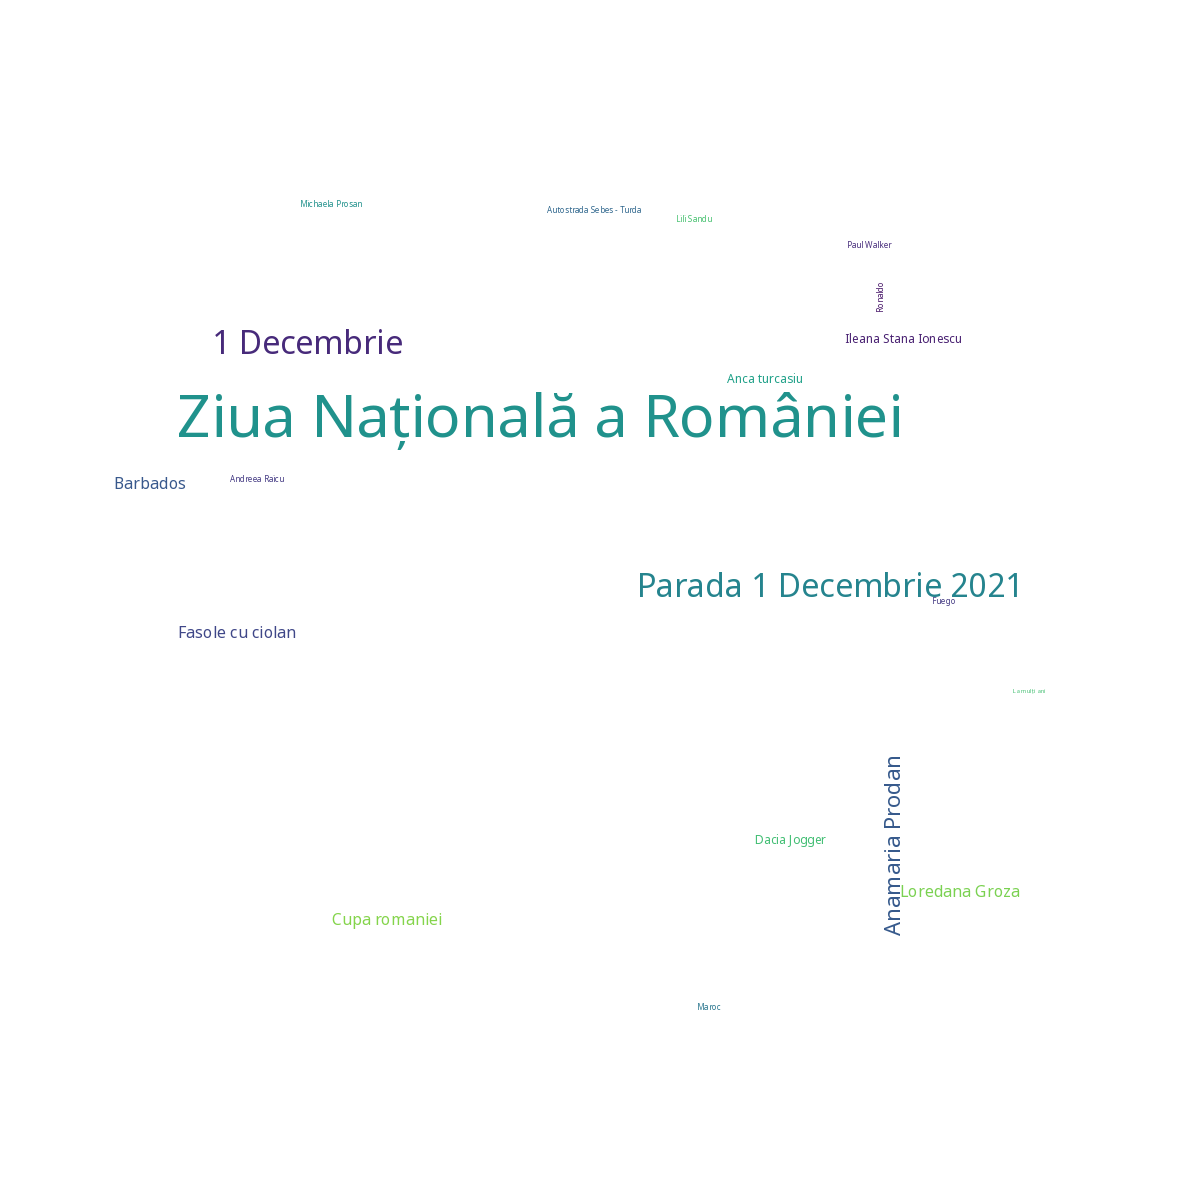 Michaela Prosan
Autostrada Sebes - Turda
Lili Sandu
Paul Walker
Ronaldo
1 Decembrie
Ileana Stana Ionescu
Anca turcasiu
Ziua Națională a României
Barbados
Andreea Raicu
Parada 1 Decembrie 2021
Fuego
Fasole cu ciolan
La multi ani
Anamaria Prodan
Dacia Jogger
Loredana Groza
Cupa romaniei
Maroc